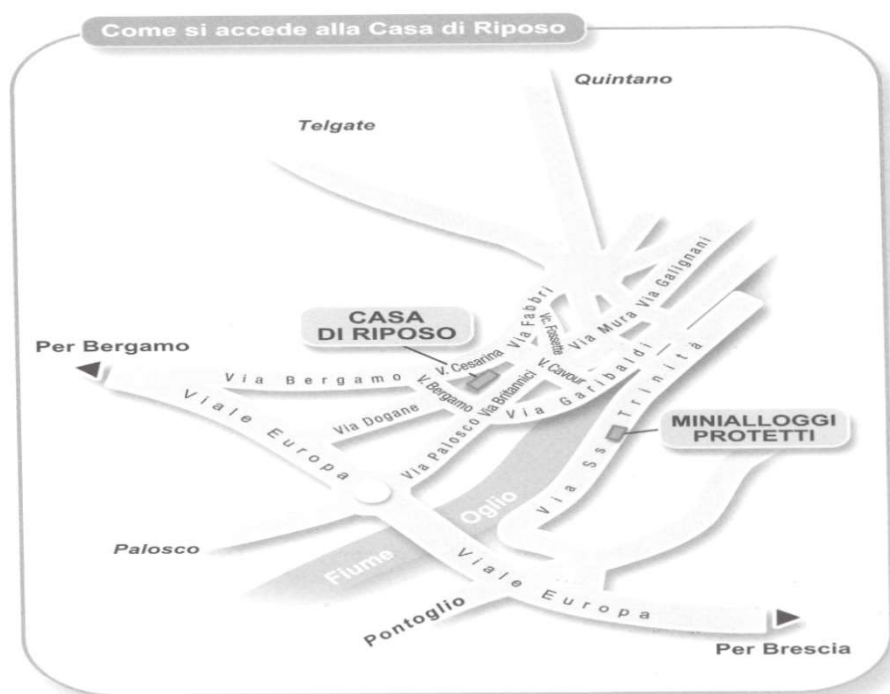 Come si accede alla Casa di Riposo
Quintano
Telgate
Via Galignani
Via Mura
Via Fabbri
Vc. Fossette
CASA
DI RIPOSO
Per Bergamo
V. Cesarina
V. Cavour
Via Bergamo
V. Bergamo
Via Britannici
Via Garibaldi
Via Ss Trinità
Viale Europa
Via Dogane
Via Palosco
MINIALLOGGI
PROTETTI
Palosco
Fiume Oglio
Viale Europa
Pontoglio
Per Brescia